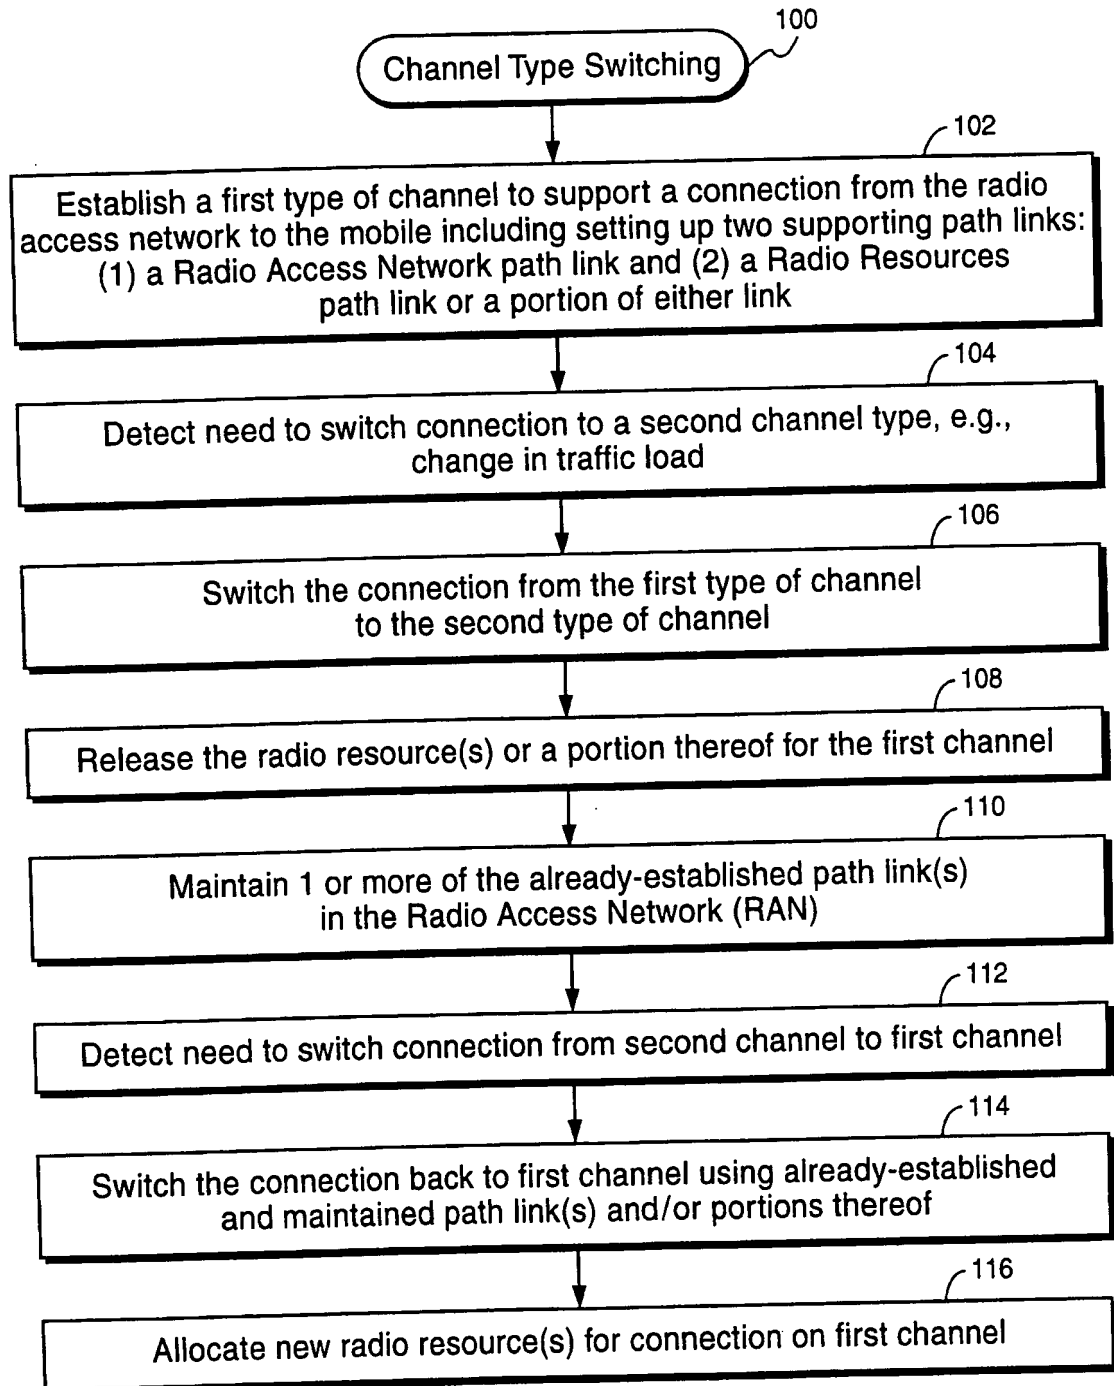 100
Channel Type Switching
102
Establish a first type of channel to support a connection from the radio
access network to the mobile including setting up two supporting path links:
(1) a Radio Access Network path link and (2) a Radio Resources
path link or a portion of either link
104
Detect need to switch connection to a second channel type, e.g.,
change in traffic load
106
Switch the connection from the first type of channel
to the second type of channel
108
Release the radio resource(s) or a portion thereof for the first channel
110
Maintain 1 or more of the already-established path link(s)
in the Radio Access Network (RAN)
112
Detect need to switch connection from second channel to first channel
114
Switch the connection back to first channel using already-established
and maintained path link(s) and/or portions thereof
116
Allocate new radio resource(s) for connection on first channel